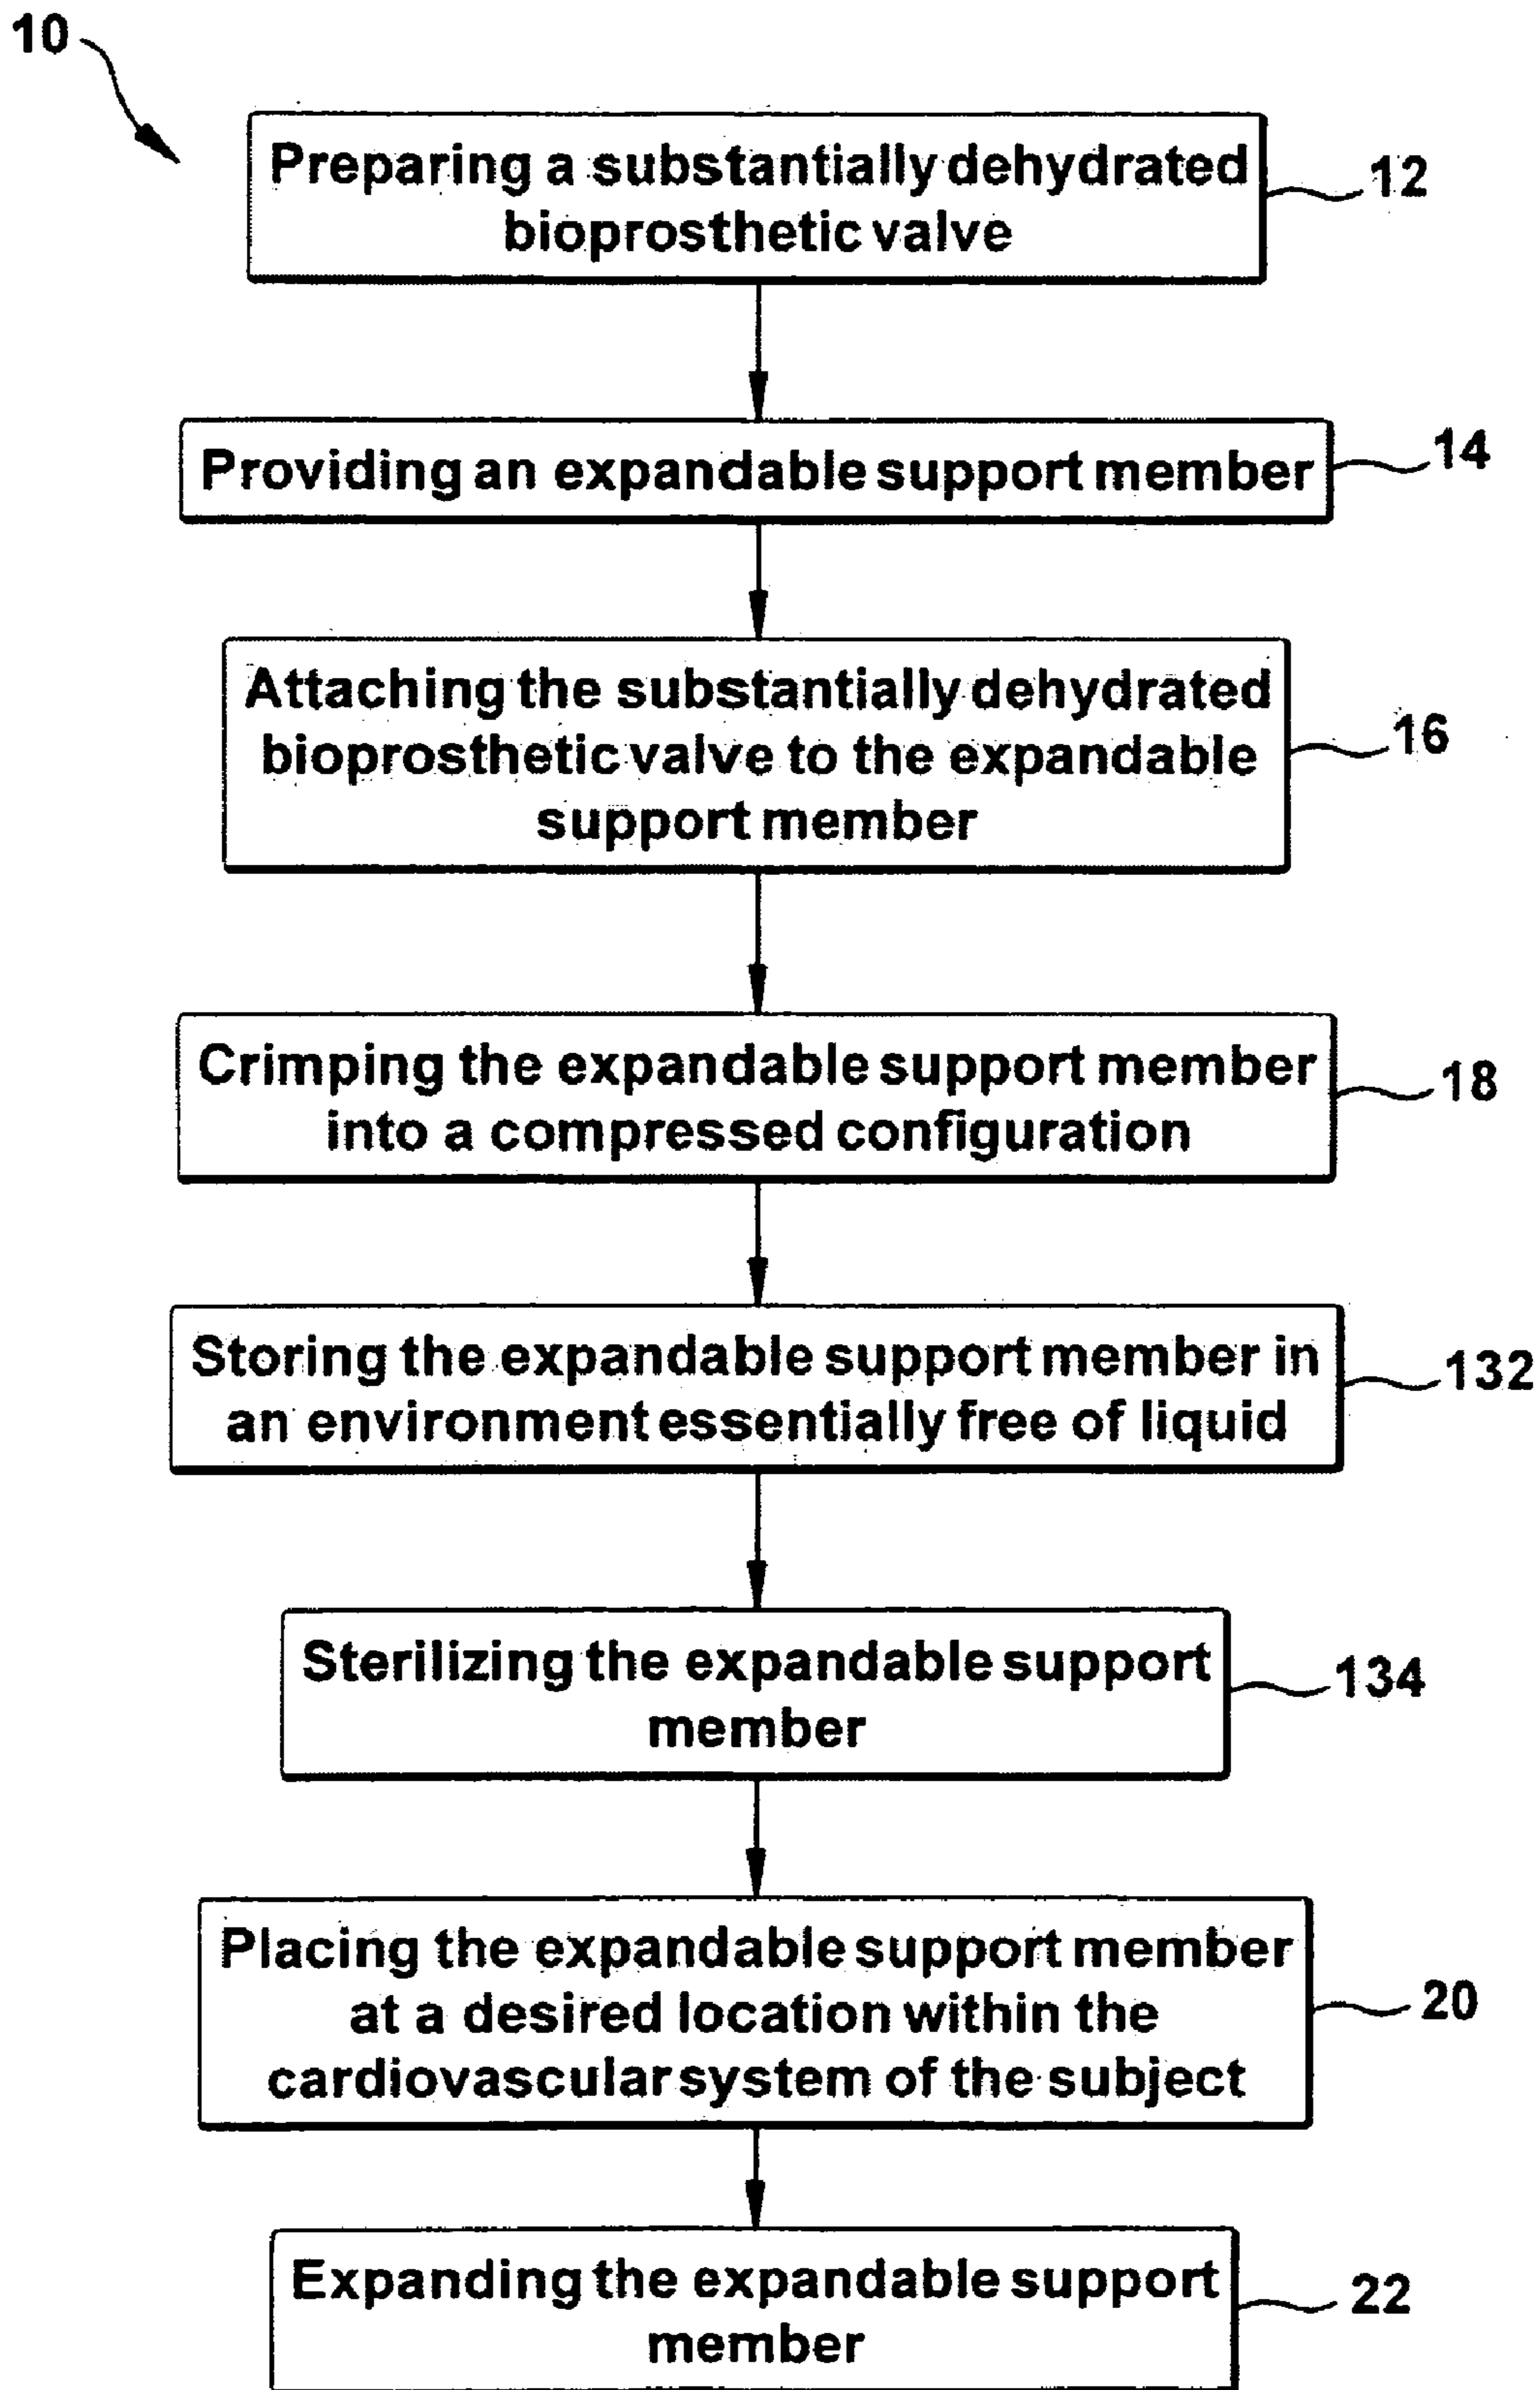 10
Preparing a substantially dehydrated
bioprosthetic valve
12
Providing an expandable support member
14
Attaching the substantially dehydrated
bioprosthetic valve to the expandable
support member
16
Crimping the expandable support member
into a compressed configuration
18
Storing the expandable support member in
an environment essentially free of liquid
132
Sterilizing the expandable support
member
134
Placing the expandable support member
at a desired location within the
cardiovascular system of the subject
20
Expanding the expandable support
member
22